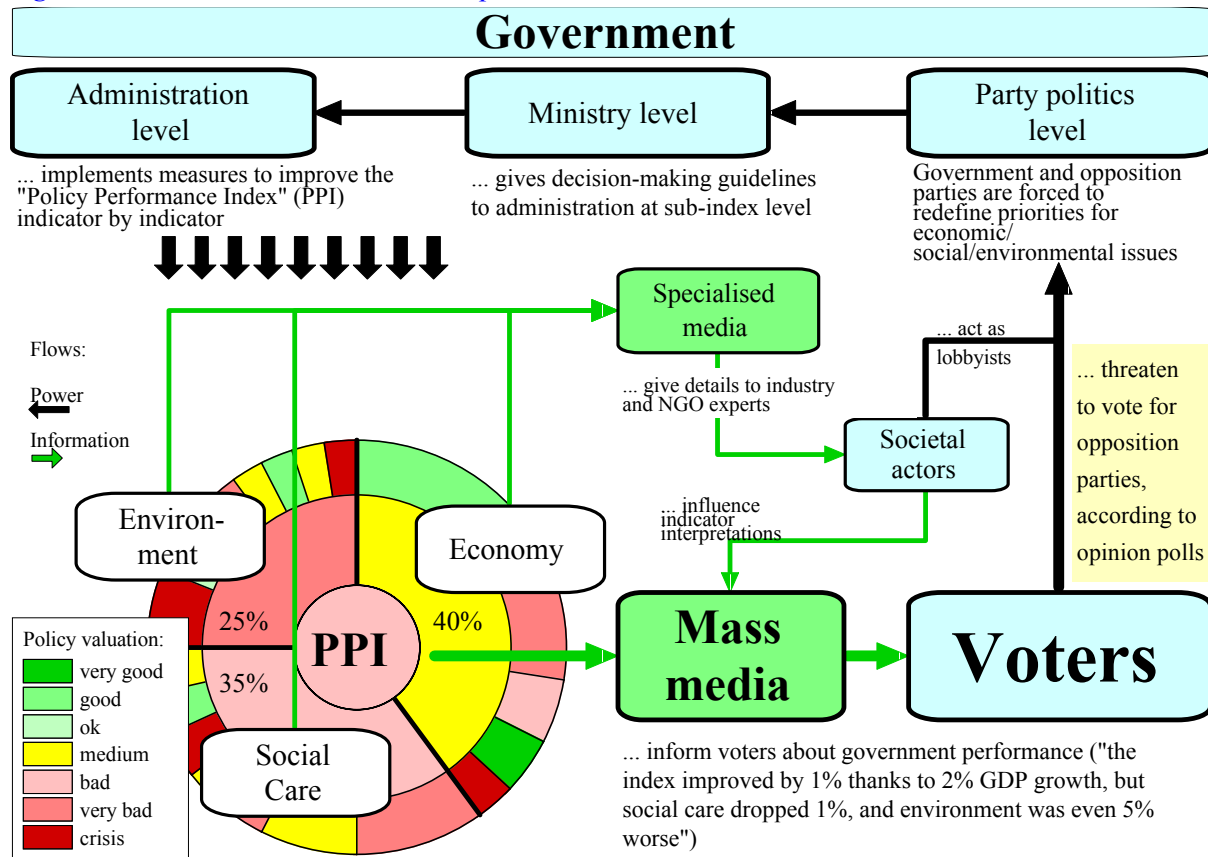 Government
Administration
level
Ministry level
Party politics
level
... implements measures to improve the
"Policy Performance Index" (PPI)
indicator by indicator
... gives decision-making guidelines
to administration at sub-index level
Government and opposition
parties are forced to
redefine priorities for
economic/
social/environmental issues
Specialised
media
... act as
lobbyists
Flows:
Power
Information
... give details to industry
and NGO experts
Societal
actors
... threaten
to vote for
opposition
parties,
according to
opinion polls
... influence
indicator
interpretations
Environ-
ment
Economy
25%
40%
35%
PPI
Social
Care
Mass
media
Voters
Policy valuation:
very good
good
ok
medium
bad
very bad
crisis
... inform voters about government performance ("the
index improved by 1% thanks to 2% GDP growth, but
social care dropped 1%, and environment was even 5%
worse")